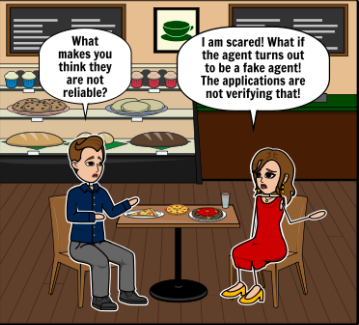 What
makes you
think they
are not
reliable?
I am scared! What if
the agent turns out
to be a fake agent!
The applications are
not verifying that!